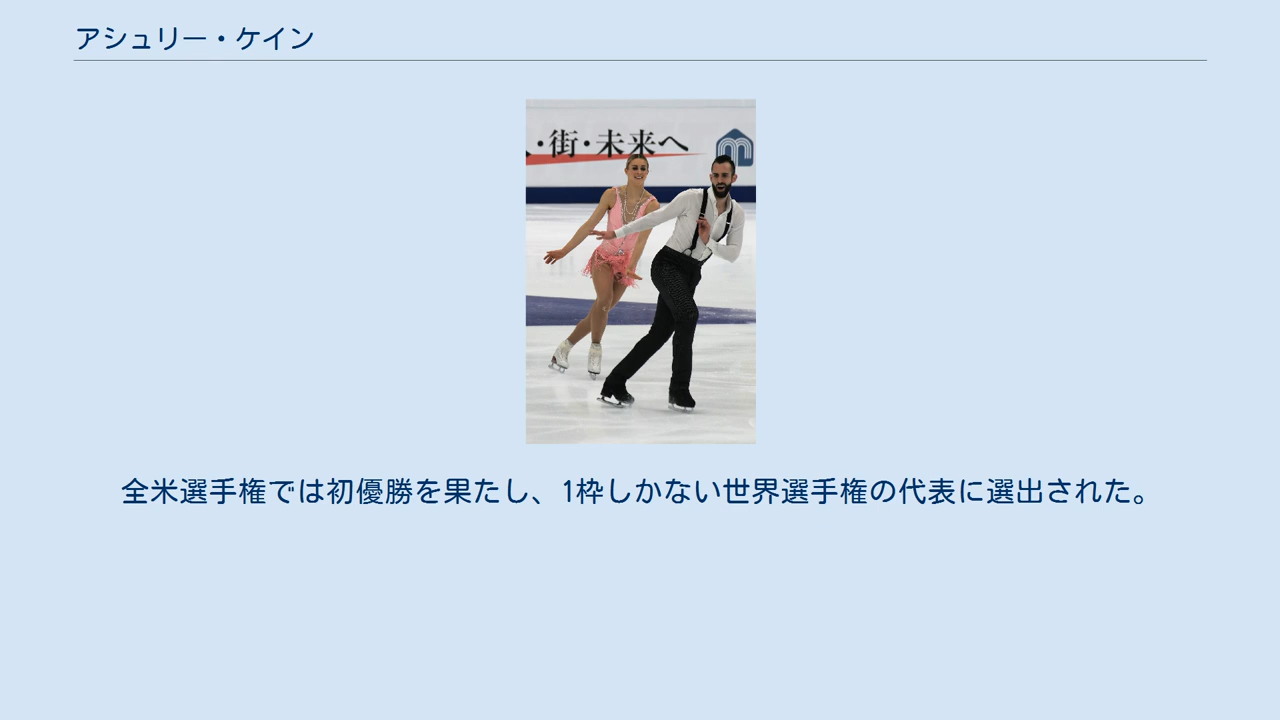 アシュリー・ケイン
・街・未来へ
全米選手権では初優勝を果たし、1枠しかない世界選手権の代表に選出された。